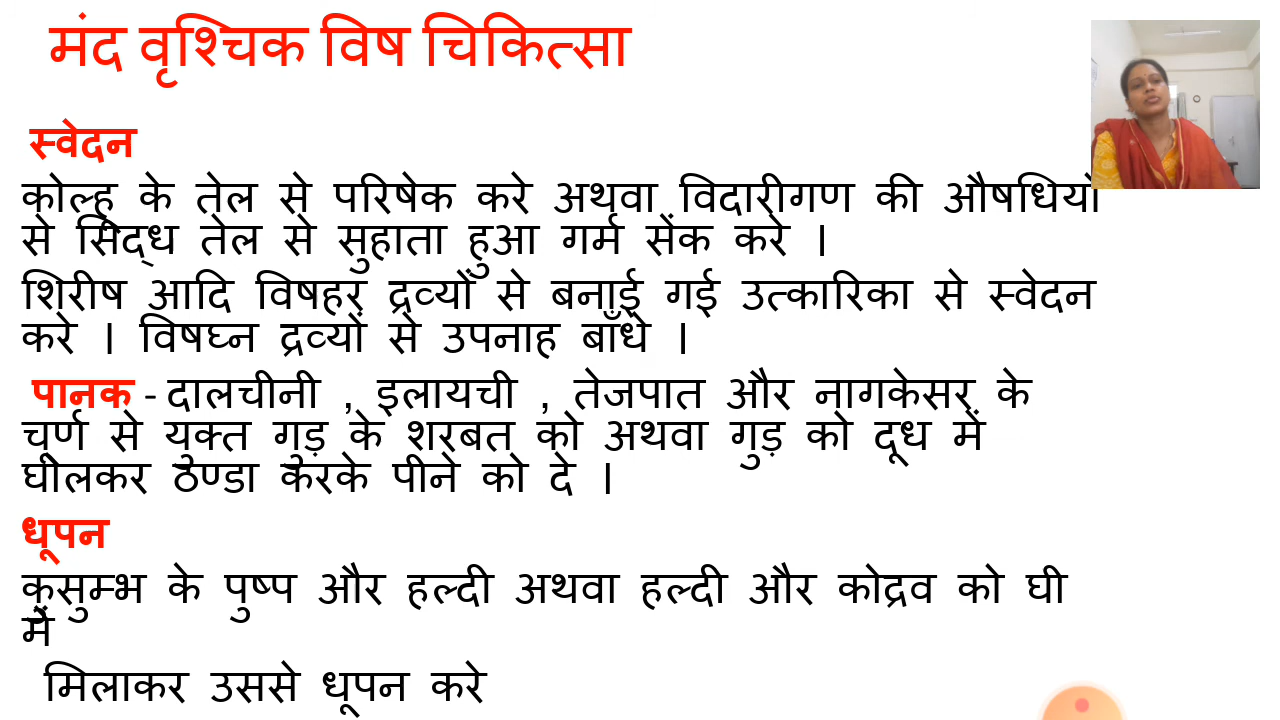 मंद वृश्चिक विष चिकित्सा
स्वेदन
कोल्हू के तेल से परिषेक करे अथवा विदारीगण की औषधियों
से सिद्ध तेल से सुहाता हुआ गर्म सेंक करे ।
शिरीष आदि विषहर द्रव्यों से बनाई गई उत्कारिका से स्वेदन
करे । विषघ्न द्रव्यों से उपनाह बाँधे ।
पानक - दालचीनी , इलायची , तेजपात और नागकेसर के
चूर्ण से युक्त गुड़ के शरबत को अथवा गुड़ को दूध में
घोलकर ठण्डा करके पीने को दे ।
धूपन
कुसुम्भ के पुष्प और हल्दी अथवा हल्दी और कोद्रव को घी
में
मिलाकर उससे धूपन करे